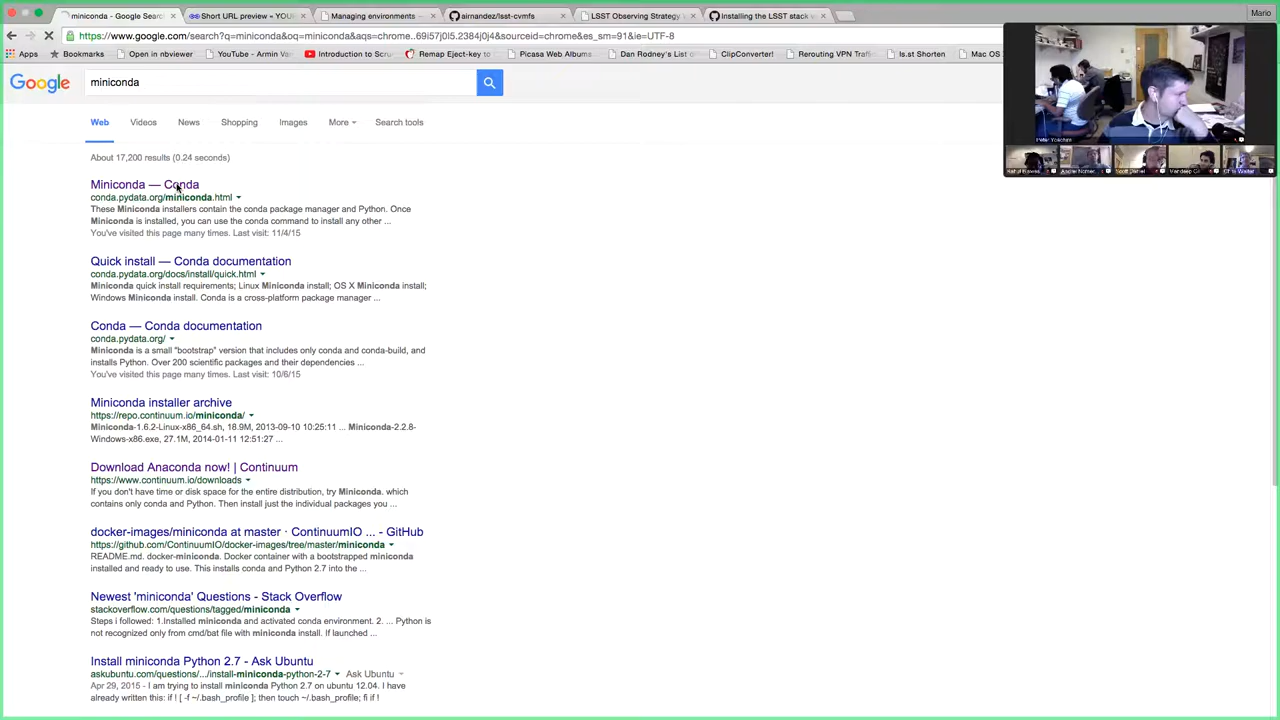 miniconda - Google Searc
Short URL preview – YOU
Managing environments —
airnandez/lsst-cvmfs
LSST Observing Strategy
Installing the LSST stack
Mario
https://www.google.com/search?q=miniconda&oq=miniconda&aqs=chrome..69i57j0l5.2384j0j4&sourceid=chrome&es_sm=91&ie=UTF-8
Apps
Bookmarks
Open in nbviewer
YouTube - Armin Va
Introduction to Scru
Remap Eject-key to
Picasa Web Albums
Dan Rodney's List o
ClipConverter!
Rerouting VPN Traffi
ls.st Shorten
Mac OS
Google
miniconda
Web Videos News Shopping Images More Search tools
About 17,200 results (0.24 seconds)
Miniconda — Conda
conda.pydata.org/miniconda.html
These Miniconda installers contain the conda package manager and Python. Once
Miniconda is installed, you can use the conda command to install any other ...
You've visited this page many times. Last visit: 11/4/15
Quick install — Conda documentation
conda.pydata.org/docs/install/quick.html
Miniconda quick install requirements; Linux Miniconda install; OS X Miniconda install;
Windows Miniconda install. Conda is a cross-platform package manager ...
Conda — Conda documentation
conda.pydata.org/
Miniconda is a small "bootstrap" version that includes only conda and conda-build, and
installs Python. Over 200 scientific packages and their dependencies ...
You've visited this page many times. Last visit: 10/6/15
Miniconda installer archive
https://repo.continuum.io/miniconda/
Miniconda-1.6.2-Linux-x86_64.sh, 18.9M, 2013-09-10 10:25:11 ... Miniconda-2.2.8-
Windows-x86.exe, 27.1M, 2014-01-11 12:51:27 ...
Download Anaconda now! | Continuum
https://www.continuum.io/downloads
If you don't have time or disk space for the entire distribution, try Miniconda. which
contains only conda and Python. Then install just the individual packages you ...
docker-images/miniconda at master · ContinuumIO ... - GitHub
https://github.com/ContinuumIO/docker-images/tree/master/miniconda
README.md. docker-miniconda. Docker container with a bootstrapped miniconda
installed and ready to use. This installs conda and Python 2.7 into the ...
Newest 'miniconda' Questions - Stack Overflow
stackoverflow.com/questions/tagged/miniconda
Steps i followed: 1.Installed miniconda and activated conda environment. 2. ... Python is
not recognized only from cmd/bat file with miniconda install. If launched ...
Install miniconda Python 2.7 - Ask Ubuntu
askubuntu.com/questions/.../install-miniconda-python-2-7 Ask Ubuntu
Apr 29, 2015 - I am trying to install miniconda Python 2.7 on ubuntu 12.04. I have
already written this: if ! [ -f ~/.bash_profile ]; then touch ~/.bash_profile; fi if !